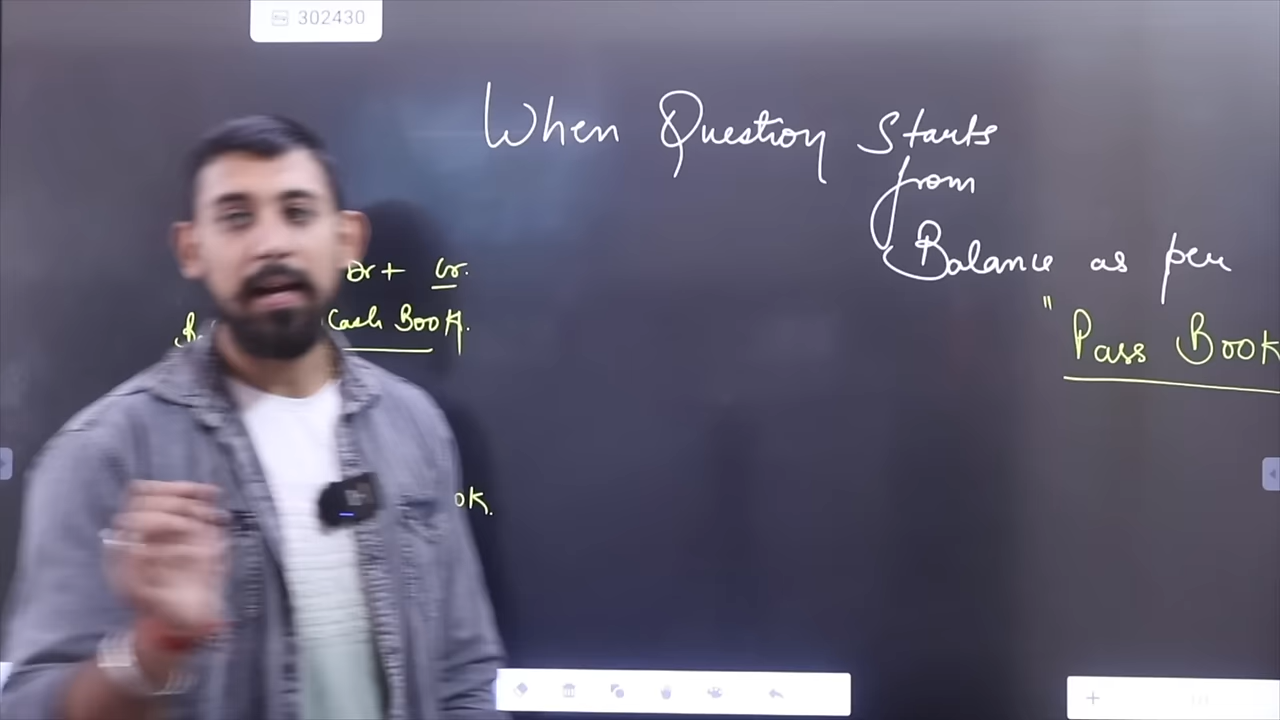 302430
When Question Starts
from
Balance as per
"Pass Book
Dr+ Cr.
Cash Book.
ok.